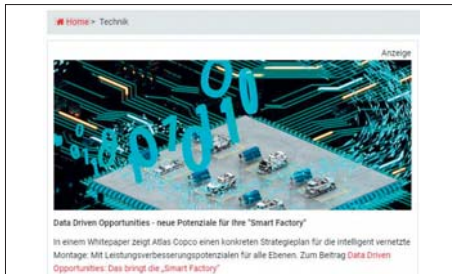 Home > Technik
Anzeige
Data Driven Opportunities - neue Potenziale für Ihre "Smart Factory"
In einem Whitepaper zeigt Atlas Copco einen konkreten Strategieplan für die intelligent vernetzte
Montage: Mit Leistungsverbesserungspotenzialen für alle Ebenen. Zum Beitrag Data Driven
Opportunities: Das bringt die „Smart Factory"